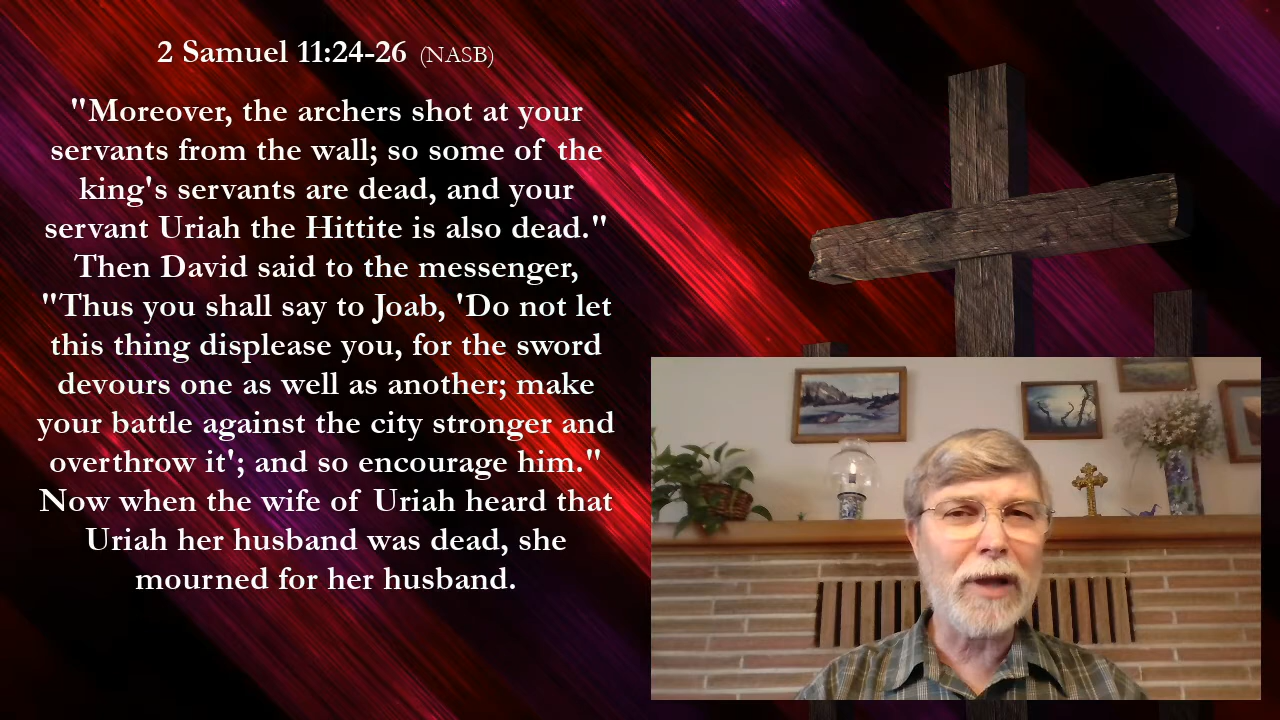 2 Samuel 11:24-26 (NASB)
"Moreover, the archers shot at your
servants from the wall; so some of the
king's servants are dead, and your
servant Uriah the Hittite is also dead."
Then David said to the messenger,
"Thus you shall say to Joab, 'Do not let
this thing displease you, for the sword
devours one as well as another; make
your battle against the city stronger and
overthrow it'; and so encourage him."
Now when the wife of Uriah heard that
Uriah her husband was dead, she
mourned for her husband.